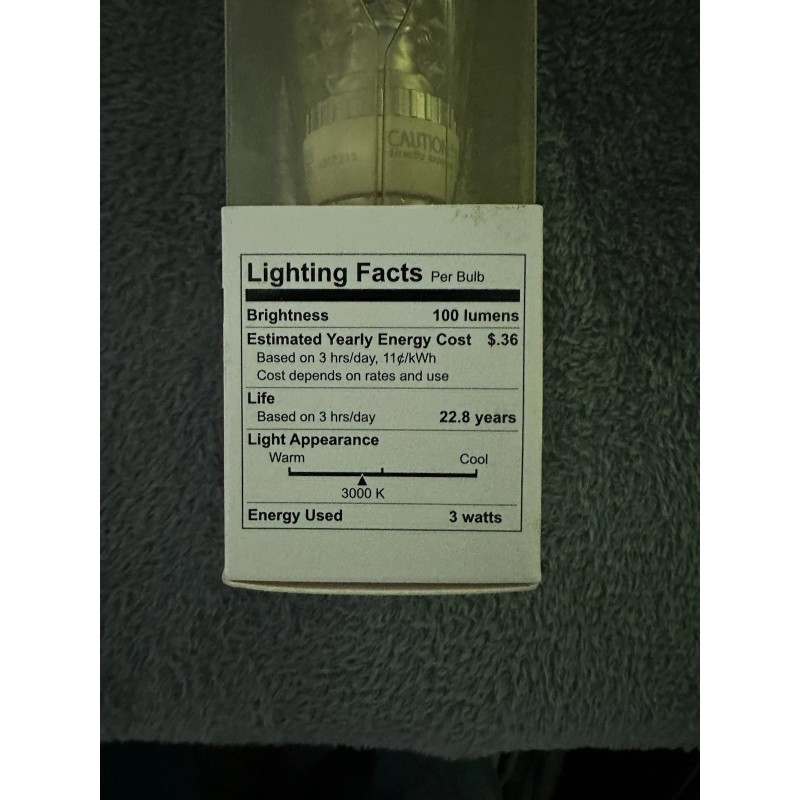 CAUTION
Lighting Facts Per Bulb
Brightness 100 lumens
Estimated Yearly Energy Cost $.36
Based on 3 hrs/day, 11¢/kWh
Cost depends on rates and use
Life
Based on 3 hrs/day 22.8 years
Light Appearance
Warm Cool
3000 K
Energy Used 3 watts